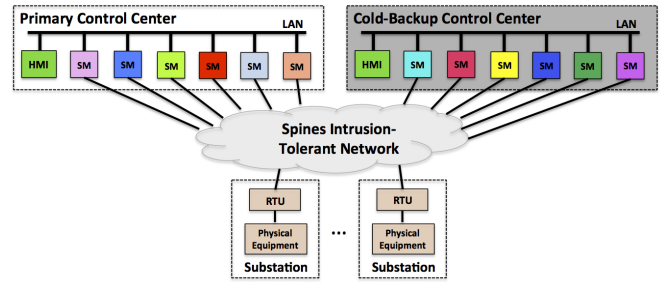 Primary Control Center
LAN
HMI SM SM SM SM SM SM
Cold-Backup Control Center
LAN
HMI SM SM SM SM SM SM
Spines Intrusion-
Tolerant Network
RTU
Physical
Equipment
Substation
...
RTU
Physical
Equipment
Substation